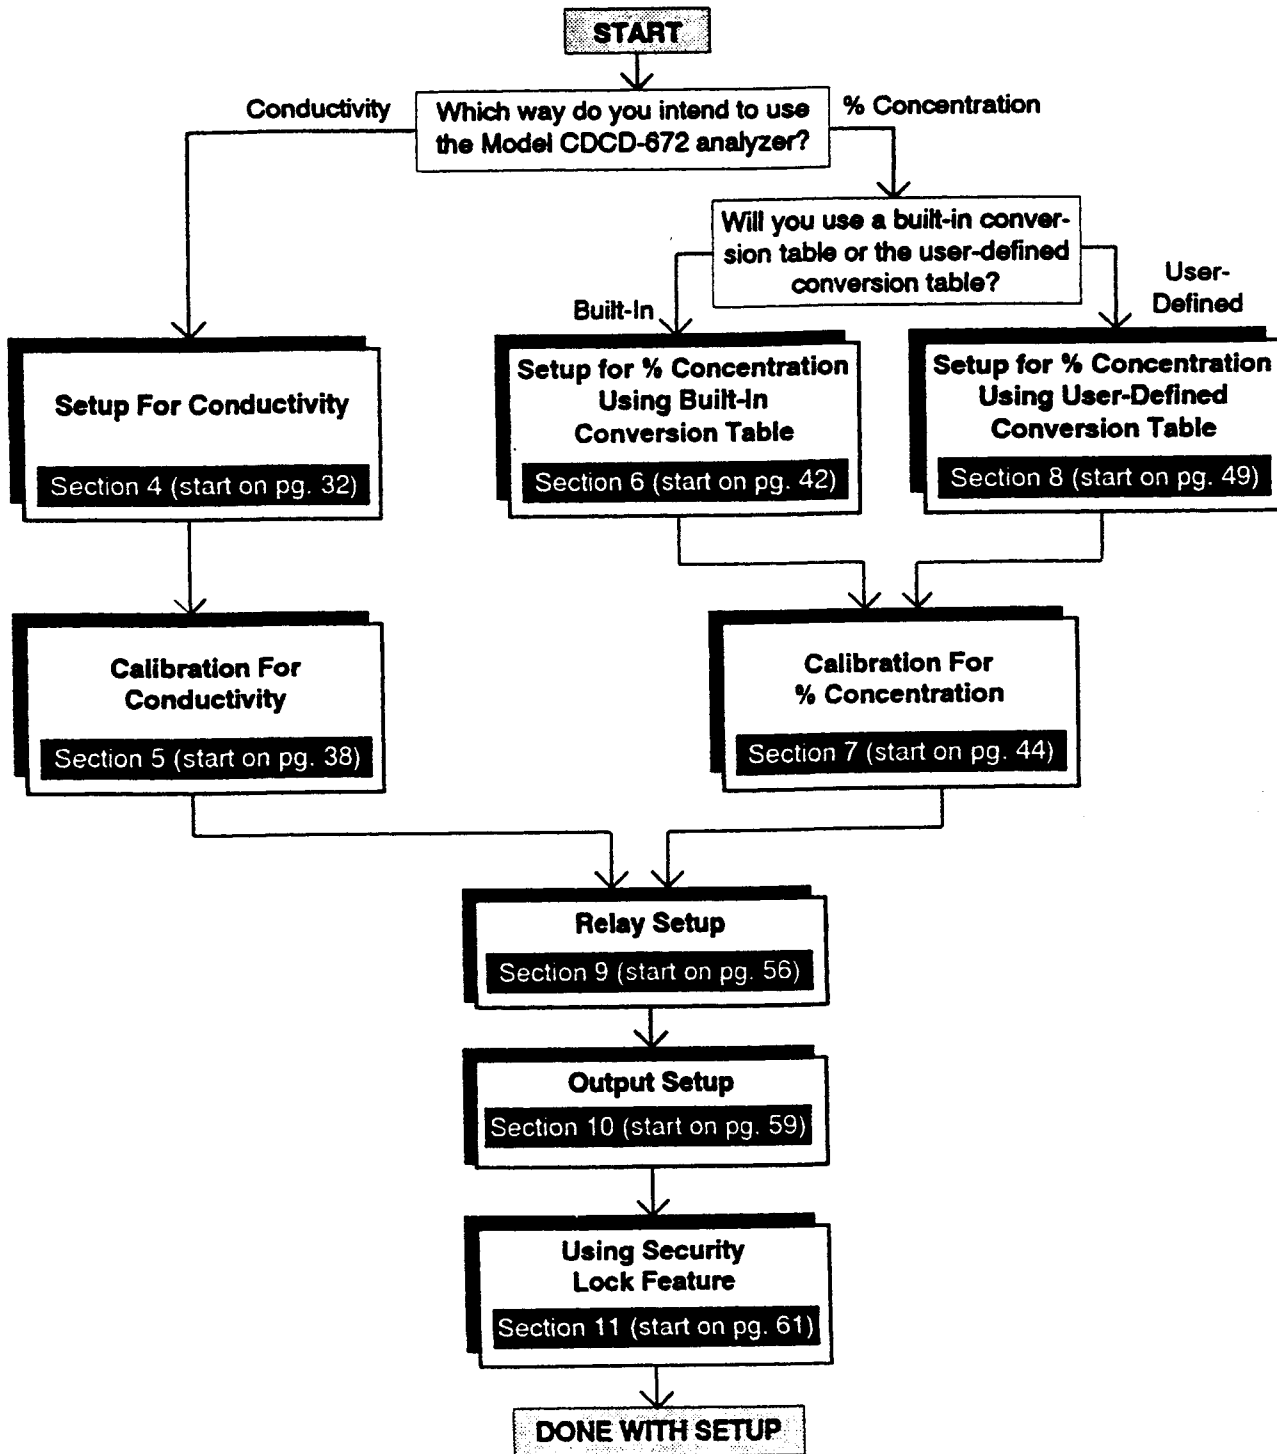 START
Conductivity
Which way do you intend to use
the Model CDCD-672 analyzer?
% Concentration
Will you use a built-in conver-
sion table or the user-defined
conversion table?
Built-In
User-
Defined
Setup For Conductivity
Section 4 (start on pg. 32)
Setup for % Concentration
Using Built-In
Conversion Table
Section 6 (start on pg. 42)
Setup for % Concentration
Using User-Defined
Conversion Table
Section 8 (start on pg. 49)
Calibration For
Conductivity
Section 5 (start on pg. 38)
Calibration For
% Concentration
Section 7 (start on pg. 44)
Relay Setup
Section 9 (start on pg. 56)
Output Setup
Section 10 (start on pg. 59)
Using Security
Lock Feature
Section 11 (start on pg. 61)
DONE WITH SETUP